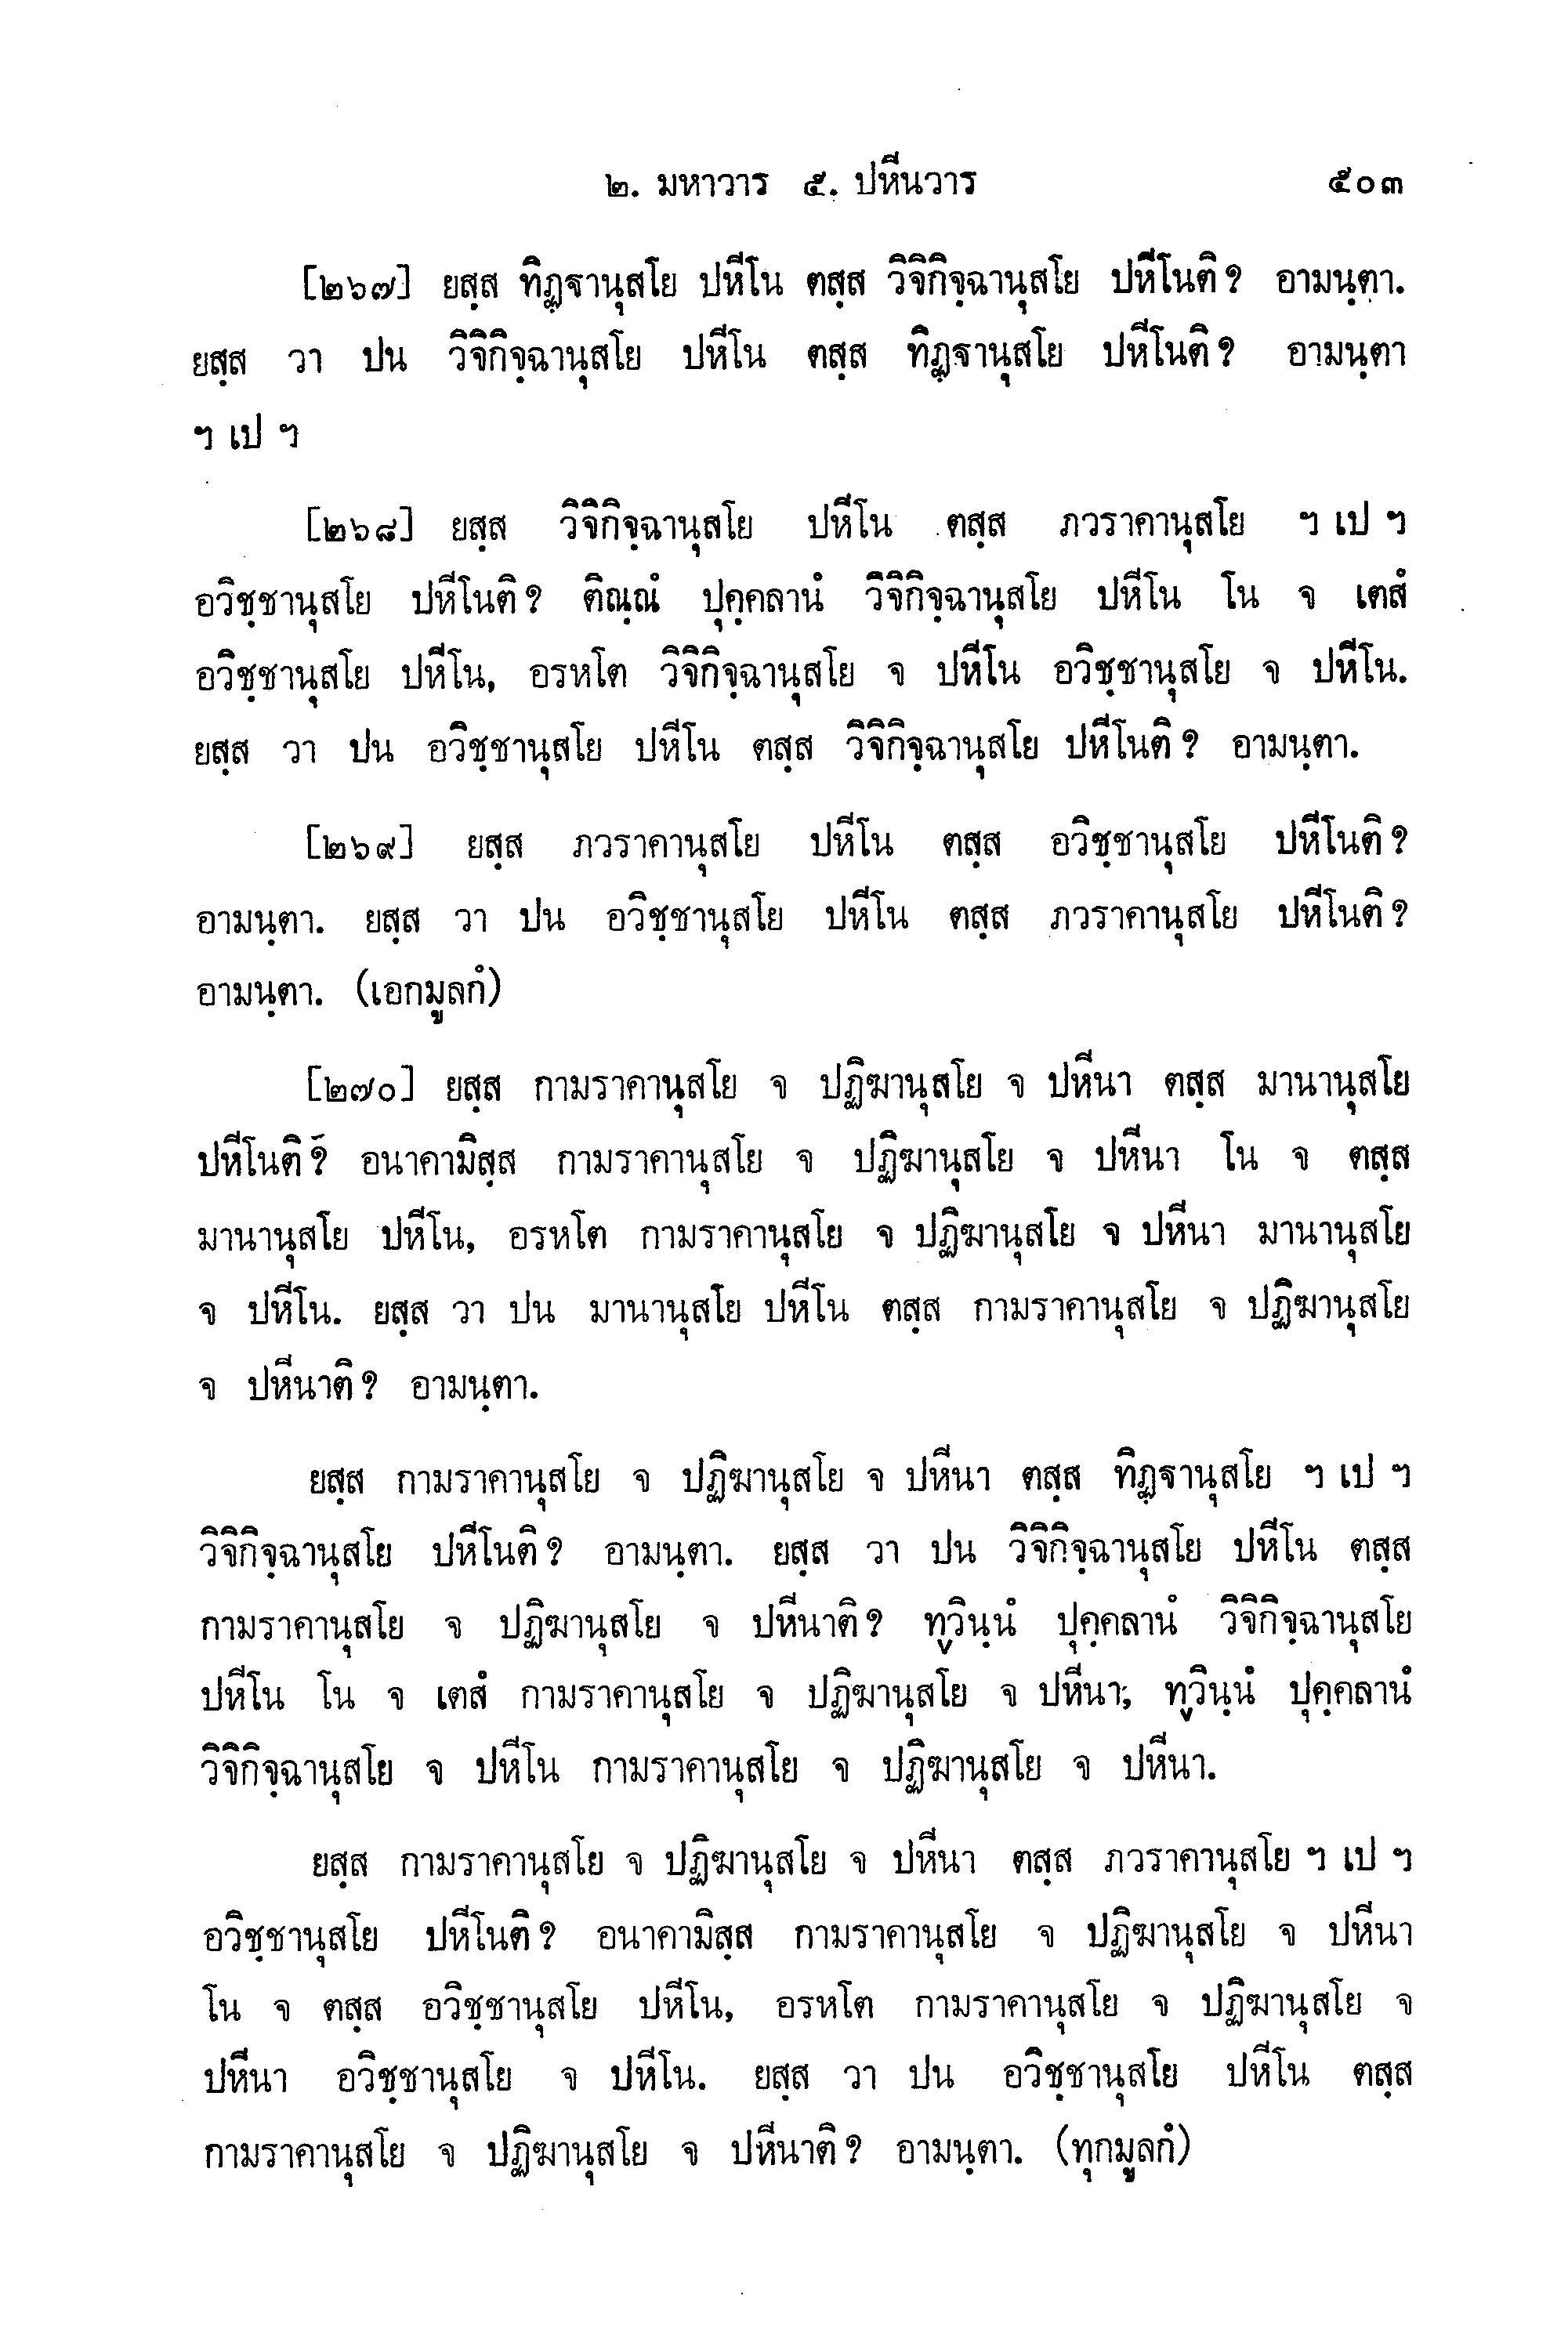 ๒. มหาวาร ๕. ปหีนวาร ๕๐๓
[๒๖๗] ยสฺส ทิฏฺฐานุสโย ปหีโน ตสฺส วิจิกิจฺฉานุสโย ปหีโนติ? อามนฺตา.
ยสฺส วา ปน วิจิกิจฺฉานุสโย ปหีโน ตสฺส ทิฏฺฐานุสโย ปหีโนติ? อามนฺตา
ฯ เป ฯ
[๒๖๘] ยสฺส วิจิกิจฺฉานุสโย ปหีโน ตสฺส ภวราคานุสโย ฯ เป ฯ
อวิชฺชานุสโย ปหีโนติ? ติณฺณํ ปุคฺคลานํ วิจิกิจฺฉานุสโย ปหีโน โน จ เตสํ
อวิชฺชานุสโย ปหีโน, อรหโต วิจิกิจฺฉานุสโย จ ปหีโน อวิชฺชานุสโย จ ปหีโน.
ยสฺส วา ปน อวิชฺชานุสโย ปหีโน ตสฺส วิจิกิจฺฉานุสโย ปหีโนติ? อามนฺตา.
[๒๖๙] ยสฺส ภวราคานุสโย ปหีโน ตสฺส อวิชฺชานุสโย ปหีโนติ?
อามนฺตา. ยสฺส วา ปน อวิชฺชานุสโย ปหีโน ตสฺส ภวราคานุสโย ปหีโนติ?
อามนฺตา. (เอกมูลกํ)
[๒๗๐] ยสฺส กามราคานุสโย จ ปฏิฆานุสโย จ ปหีนา ตสฺส มานานุสโย
ปหีโนติ? อนาคามิสฺส กามราคานุสโย จ ปฏิฆานุสโย จ ปหีนา โน จ ตสฺส
มานานุสโย ปหีโน, อรหโต กามราคานุสโย จ ปฏิฆานุสโย จ ปหีนา มานานุสโย
จ ปหีโน. ยสฺส วา ปน มานานุสโย ปหีโน ตสฺส กามราคานุสโย จ ปฏิฆานุสโย
จ ปหีนาติ? อามนฺตา.
ยสฺส กามราคานุสโย จ ปฏิฆานุสโย จ ปหีนา ตสฺส ทิฏฺฐานุสโย ฯ เป ฯ
วิจิกิจฺฉานุสโย ปหีโนติ? อามนฺตา. ยสฺส วา ปน วิจิกิจฺฉานุสโย ปหีโน ตสฺส
กามราคานุสโย จ ปฏิฆานุสโย จ ปหีนาติ? ทฺวินฺนํ ปุคฺคลานํ วิจิกิจฺฉานุสโย
ปหีโน โน จ เตสํ กามราคานุสโย จ ปฏิฆานุสโย จ ปหีนา; ทฺวินฺนํ ปุคฺคลานํ
วิจิกิจฺฉานุสโย จ ปหีโน กามราคานุสโย จ ปฏิฆานุสโย จ ปหีนา.
ยสฺส กามราคานุสโย จ ปฏิฆานุสโย จ ปหีนา ตสฺส ภวราคานุสโย ฯ เป ฯ
อวิชฺชานุสโย ปหีโนติ? อนาคามิสฺส กามราคานุสโย จ ปฏิฆานุสโย จ ปหีนา
โน จ ตสฺส อวิชฺชานุสโย ปหีโน, อรหโต กามราคานุสโย จ ปฏิฆานุสโย จ
ปหีนา อวิชฺชานุสโย จ ปหีโน. ยสฺส วา ปน อวิชฺชานุสโย ปหีโน ตสฺส
กามราคานุสโย จ ปฏิฆานุสโย จ ปหีนาติ? อามนฺตา. (ทุกมูลกํ)